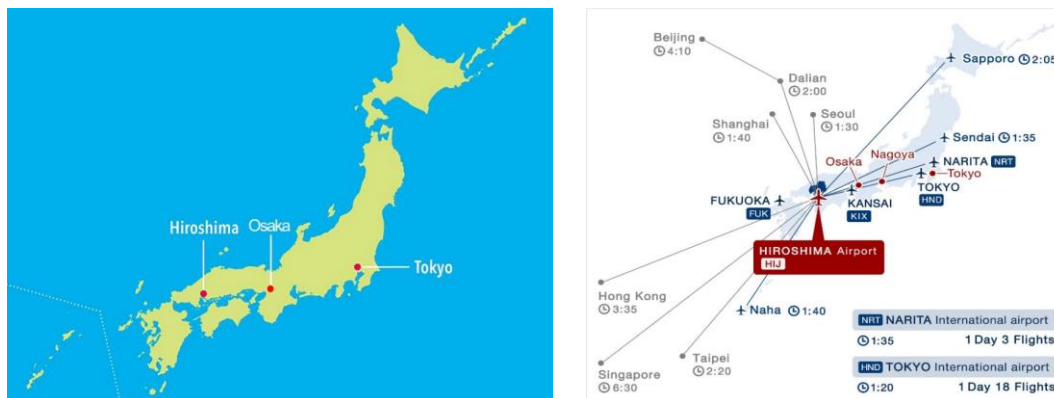 Hiroshima
Osaka
Tokyo
Beijing
4:10
Dalian
2:00
Sapporo 2:05
Shanghai
1:40
Seoul
1:30
Sendai 1:35
Nagoya
Osaka
NARITA NRT
Tokyo
TOKYO
HND
FUKUOKA
FUK
KANSAI
KIX
HIROSHIMA Airport
HIJ
Hong Kong
3:35
Naha 1:40
NRT NARITA International airport
1:35 1 Day 3 Flights
Taipei
2:20
Singapore
6:30
HND TOKYO International airport
1:20 1 Day 18 Flights